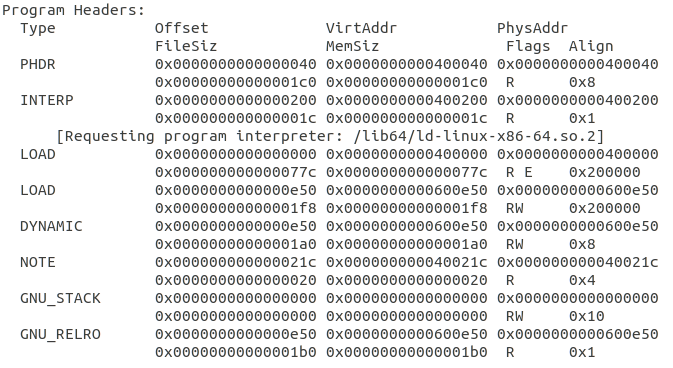 Program Headers:
  Type           Offset             VirtAddr           PhysAddr
                 FileSiz            MemSiz              Flags  Align
  PHDR           0x0000000000000040 0x0000000000400040 0x0000000000400040
                 0x00000000000001c0 0x00000000000001c0  R      0x8
  INTERP         0x0000000000000200 0x0000000000400200 0x0000000000400200
                 0x000000000000001c 0x000000000000001c  R      0x1
      [Requesting program interpreter: /lib64/ld-linux-x86-64.so.2]
  LOAD           0x0000000000000000 0x0000000000400000 0x0000000000400000
                 0x000000000000077c 0x000000000000077c  R E    0x200000
  LOAD           0x0000000000000e50 0x0000000000600e50 0x0000000000600e50
                 0x00000000000001f8 0x00000000000001f8  RW     0x200000
  DYNAMIC        0x0000000000000e50 0x0000000000600e50 0x0000000000600e50
                 0x00000000000001a0 0x00000000000001a0  RW     0x8
  NOTE           0x000000000000021c 0x000000000040021c 0x000000000040021c
                 0x0000000000000020 0x0000000000000020  R      0x4
  GNU_STACK      0x0000000000000000 0x0000000000000000 0x0000000000000000
                 0x0000000000000000 0x0000000000000000  RW     0x10
  GNU_RELRO      0x0000000000000e50 0x0000000000600e50 0x0000000000600e50
                 0x00000000000001b0 0x00000000000001b0  R      0x1